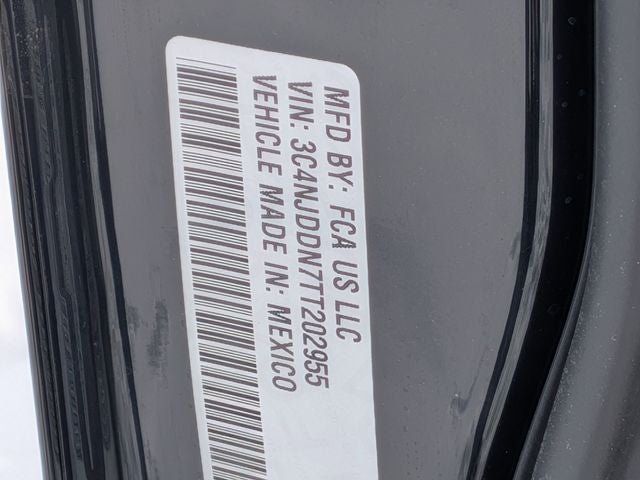 MFD BY: FCA US LLC
VIN: 3C4NJDDN7TT202955
VEHICLE MADE IN: MEXICO